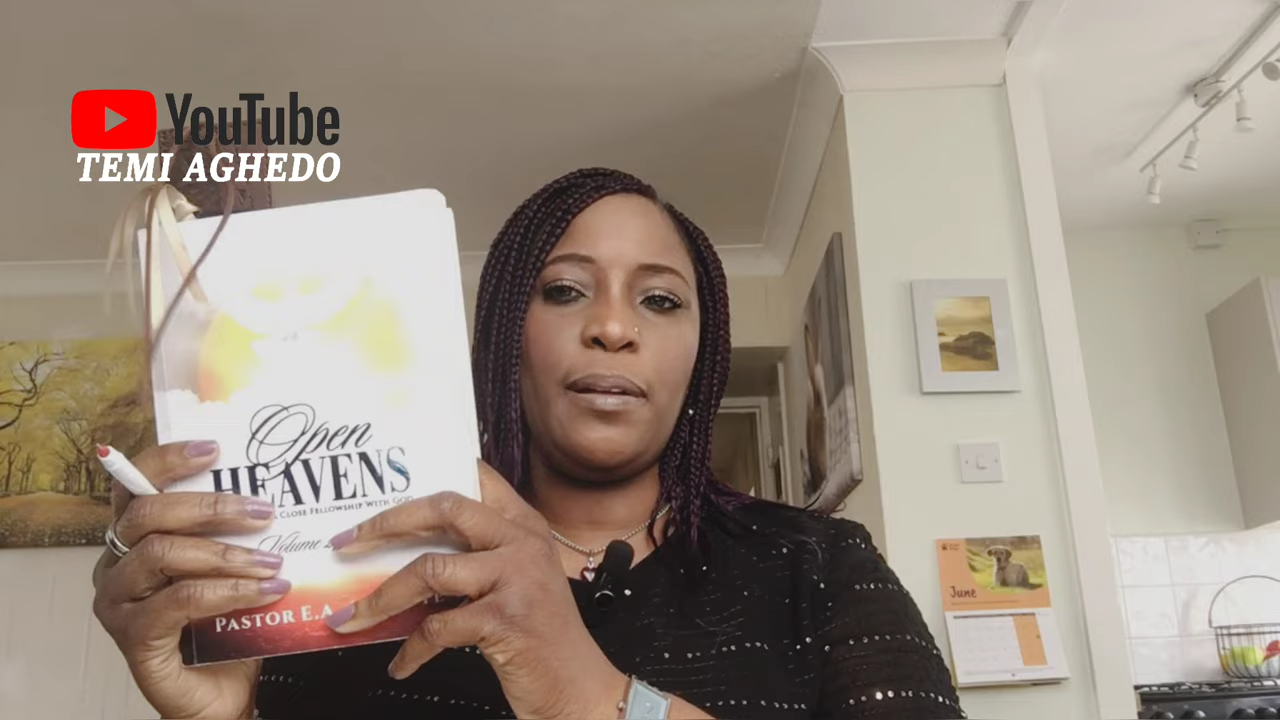 YouTube
TEMI AGHEDO
Open
HEAVENS
CLOSE FELLOWSHIP WITH GOD
Volume
PASTOR E.A
June